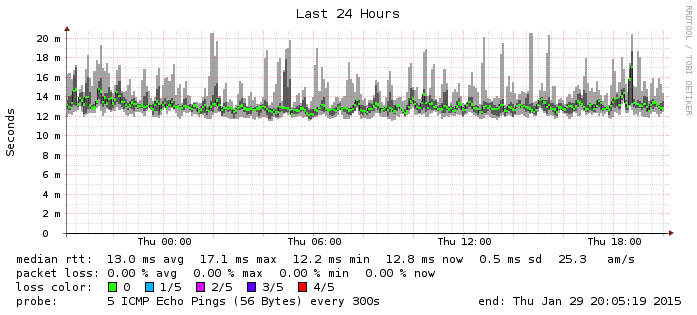 Last 24 Hours
RRDTOOL / TOBI OETIKER
Seconds
20 m
18 m
16 m
14 m
12 m
10 m
8 m
6 m
4 m
2 m
0
Thu 00:00 Thu 06:00 Thu 12:00 Thu 18:00
median rtt: 13.0 ms avg 17.1 ms max 12.2 ms min 12.8 ms now 0.5 ms sd 25.3 am/s
packet loss: 0.00 % avg 0.00 % max 0.00 % min 0.00 % now
loss color: 0 1/5 2/5 3/5 4/5
probe: 5 ICMP Echo Pings (56 Bytes) every 300s end: Thu Jan 29 20:05:19 2015